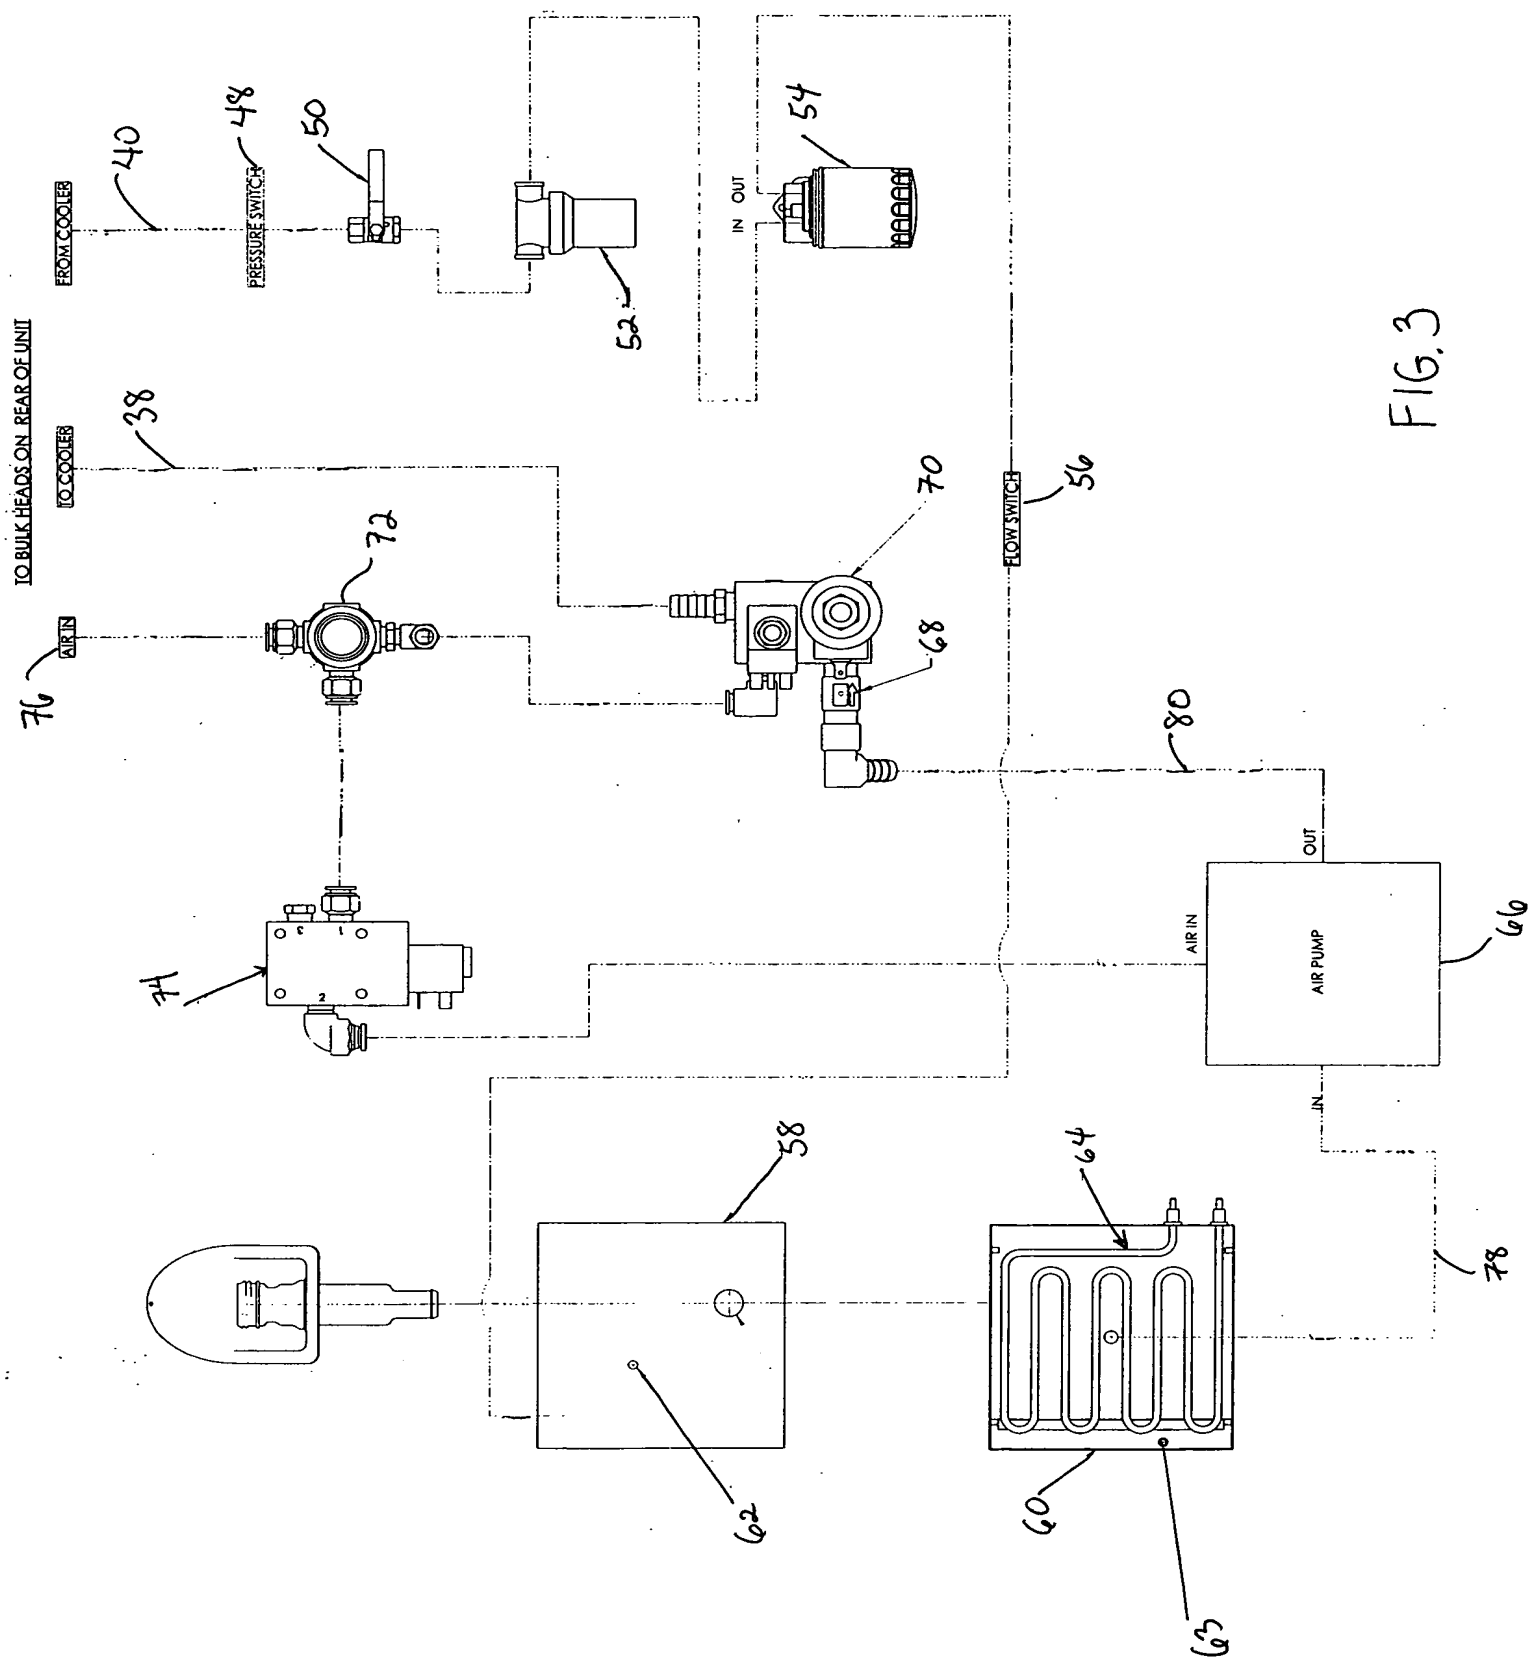 TO BULK HEADS ON REAR OF UNIT
76
AIR IN
TO COOLER
FROM COOLER
38
40
PRESSURE SWITCH
48
50
72
74
3
1
2
52
IN OUT
54
70
68
FLOW SWITCH
56
80
58
62
OUT
AIR IN
AIR PUMP
IN
66
64
60
63
78
FIG. 3